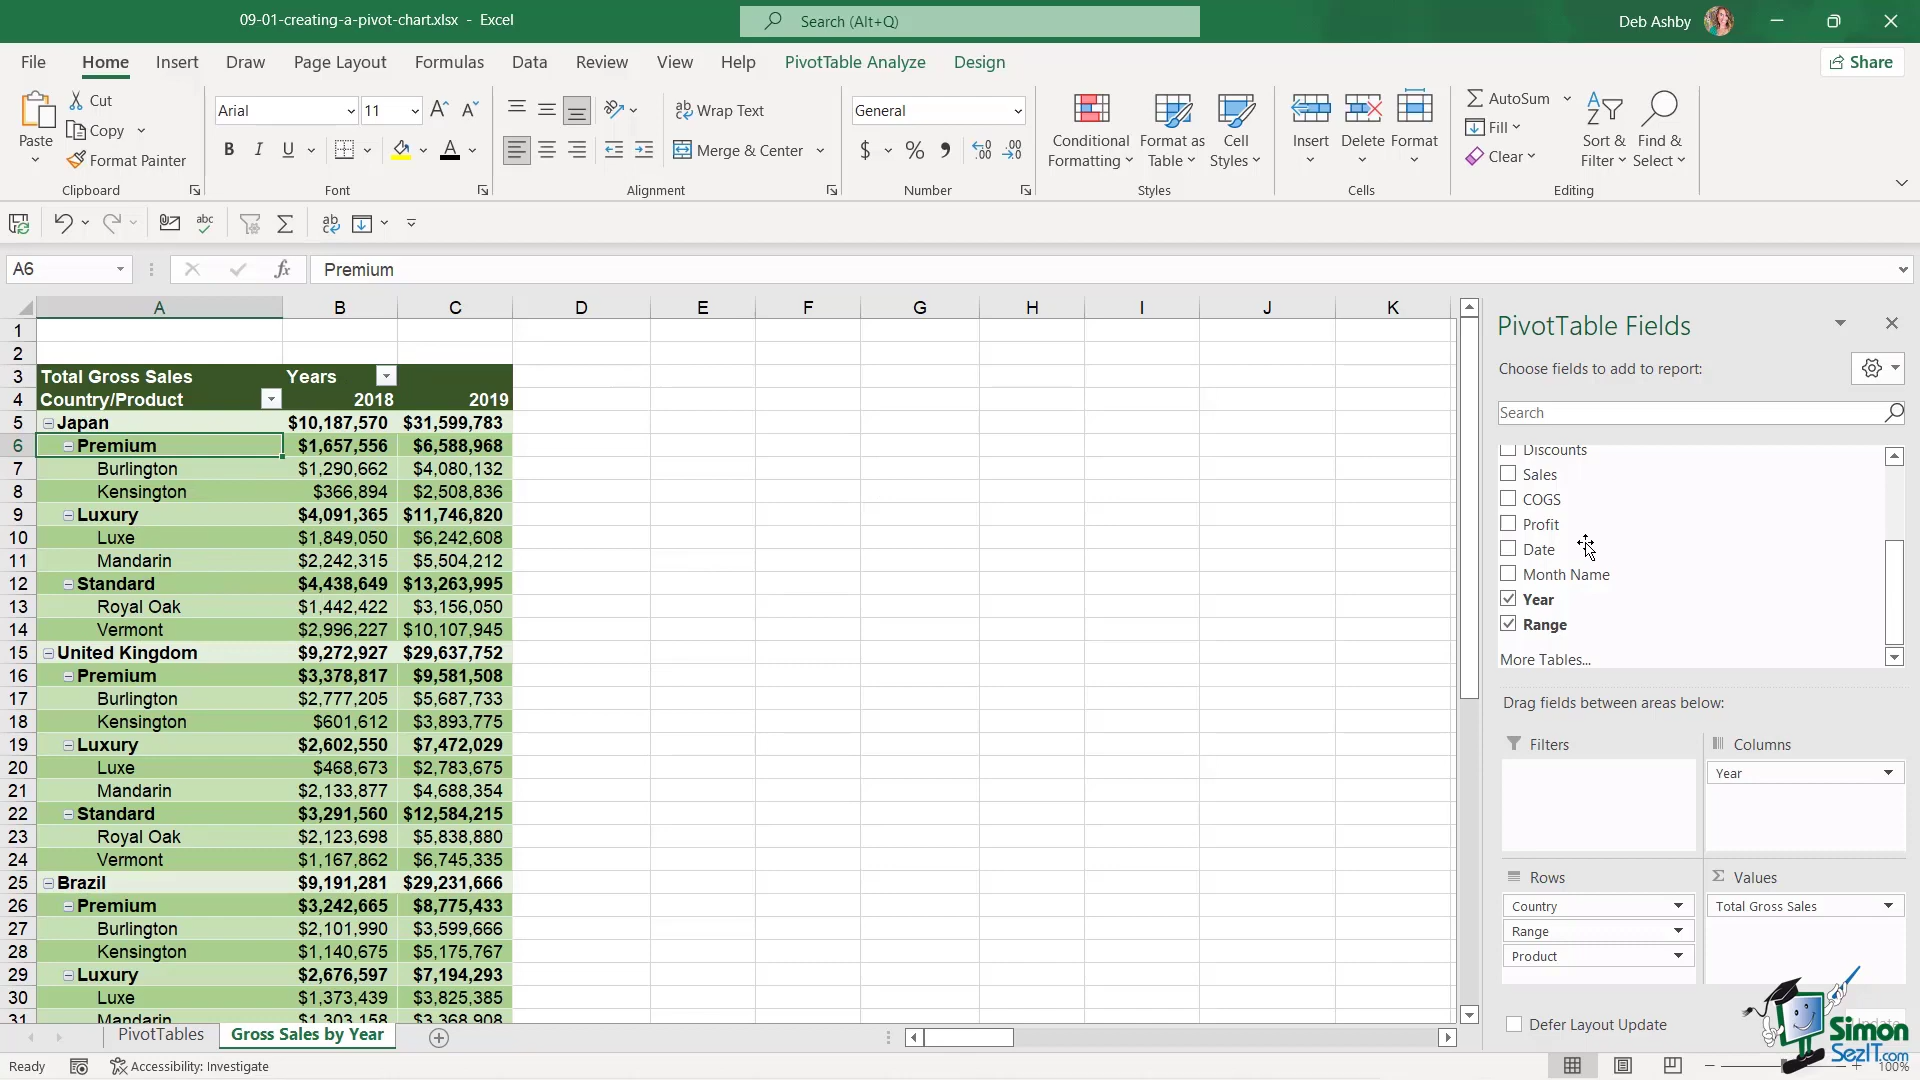 09-01-creating-a-pivot-chart.xlsx - Excel
Search (Alt+Q)
Deb Ashby
File Home Insert Draw Page Layout Formulas Data Review View Help PivotTable Analyze Design Share
Paste
Cut
Copy
Format Painter
Clipboard
Arial 11
B I U
Font
ab Wrap Text
Merge & Center
Alignment
General
$ % 9
Number
Conditional Formatting
Format as Table
Cell Styles
Styles
Insert Delete Format
Cells
AutoSum
Fill
Clear
Sort & Filter
Find & Select
Editing
A6 fx Premium
A B C D E F G H I J K
1
2
3 Total Gross Sales Years
4 Country/Product 2018 2019
5 Japan $10,187,570 $31,599,783
6 Premium $1,657,556 $6,588,968
7 Burlington $1,290,662 $4,080,132
8 Kensington $366,894 $2,508,836
9 Luxury $4,091,365 $11,746,820
10 Luxe $1,849,050 $6,242,608
11 Mandarin $2,242,315 $5,504,212
12 Standard $4,438,649 $13,263,995
13 Royal Oak $1,442,422 $3,156,050
14 Vermont $2,996,227 $10,107,945
15 United Kingdom $9,272,927 $29,637,752
16 Premium $3,378,817 $9,581,508
17 Burlington $2,777,205 $5,687,733
18 Kensington $601,612 $3,893,775
19 Luxury $2,602,550 $7,472,029
20 Luxe $468,673 $2,783,675
21 Mandarin $2,133,877 $4,688,354
22 Standard $3,291,560 $12,584,215
23 Royal Oak $2,123,698 $5,838,880
24 Vermont $1,167,862 $6,745,335
25 Brazil $9,191,281 $29,231,666
26 Premium $3,242,665 $8,775,433
27 Burlington $2,101,990 $3,599,666
28 Kensington $1,140,675 $5,175,767
29 Luxury $2,676,597 $7,194,293
30 Luxe $1,373,439 $3,825,385
31 Mandarin $1,303,158 $3,368,908
PivotTable Fields
Choose fields to add to report:
Search
Discounts
Sales
COGS
Profit
Date
Month Name
Year
Range
More Tables...
Drag fields between areas below:
Filters
Columns
Year
Rows
Country
Range
Product
Σ Values
Total Gross Sales
Defer Layout Update
Simon
SezIT.com
PivotTables Gross Sales by Year
Ready Accessibility: Investigate 100%